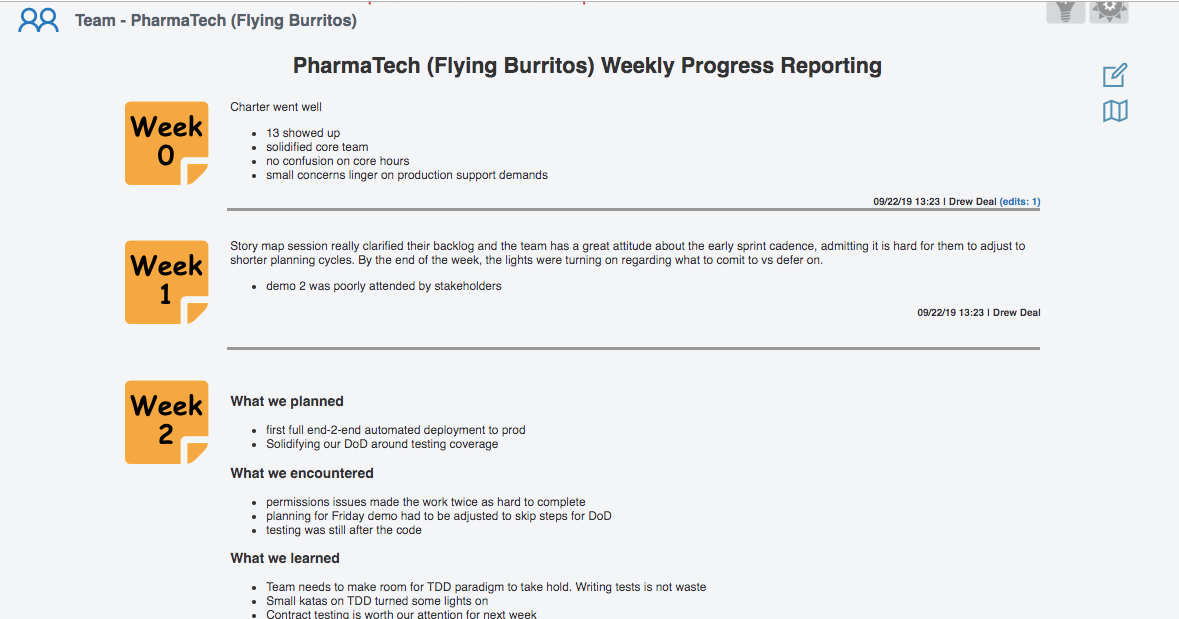 Team - PharmaTech (Flying Burritos)
PharmaTech (Flying Burritos) Weekly Progress Reporting
Week
0
Charter went well
13 showed up
solidified core team
no confusion on core hours
small concerns linger on production support demands
09/22/19 13:23 | Drew Deal (edits: 1)
Week
1
Story map session really clarified their backlog and the team has a great attitude about the early sprint cadence, admitting it is hard for them to adjust to
shorter planning cycles. By the end of the week, the lights were turning on regarding what to comit to vs defer on.
demo 2 was poorly attended by stakeholders
09/22/19 13:23 | Drew Deal
Week
2
What we planned
first full end-2-end automated deployment to prod
Solidifying our DoD around testing coverage
What we encountered
permissions issues made the work twice as hard to complete
planning for Friday demo had to be adjusted to skip steps for DoD
testing was still after the code
What we learned
Team needs to make room for TDD paradigm to take hold. Writing tests is not waste
Small katas on TDD turned some lights on
Contract testing is worth our attention for next week